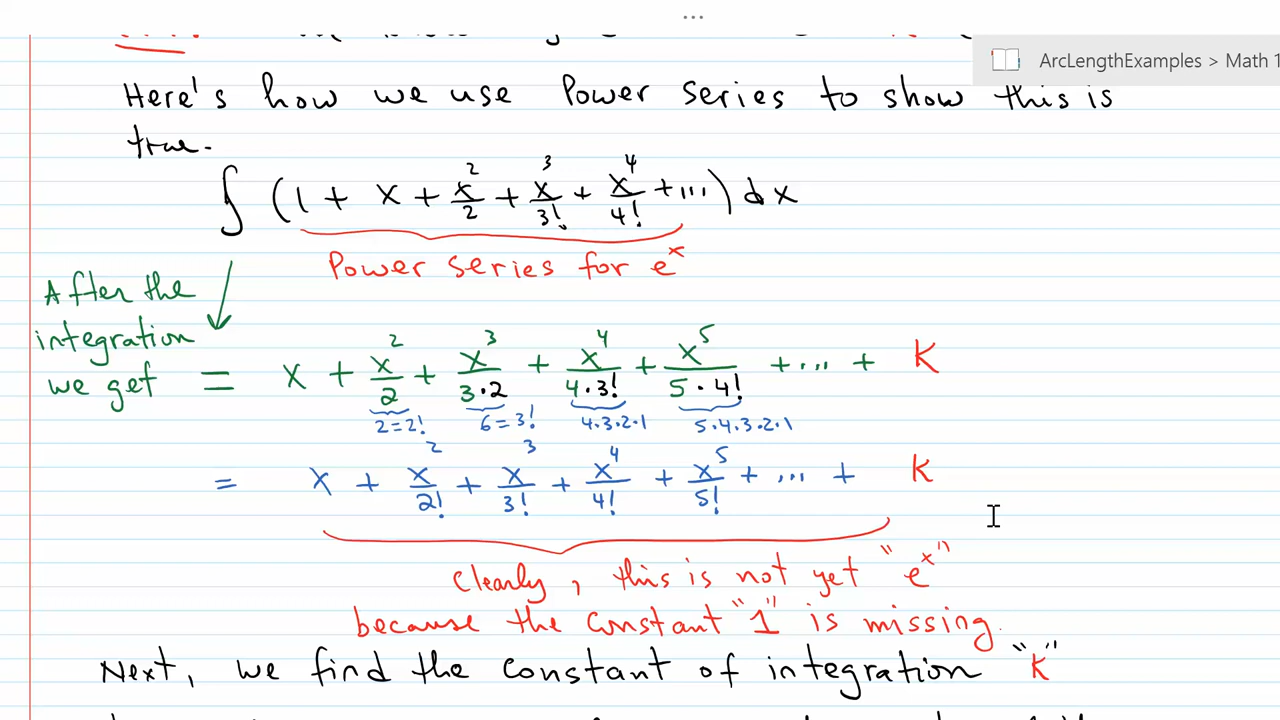 ArcLengthExamples > Math 1
Here's how we use Power series to show this is
true.
∫ (1 + x + x²/2 + x³/3! + x⁴/4! + ...) dx
Power series for eˣ
After the
integration
we get = x + x²/2 + x³/3·2 + x⁴/4·3! + x⁵/5·4! + ... + K
2=2! 6=3! 4·3·2·1 5·4·3·2·1
= x + x²/2! + x³/3! + x⁴/4! + x⁵/5! + ... + K
Clearly, this is not yet "eˣ"
because the constant "1" is missing.
Next, we find the constant of integration "K"